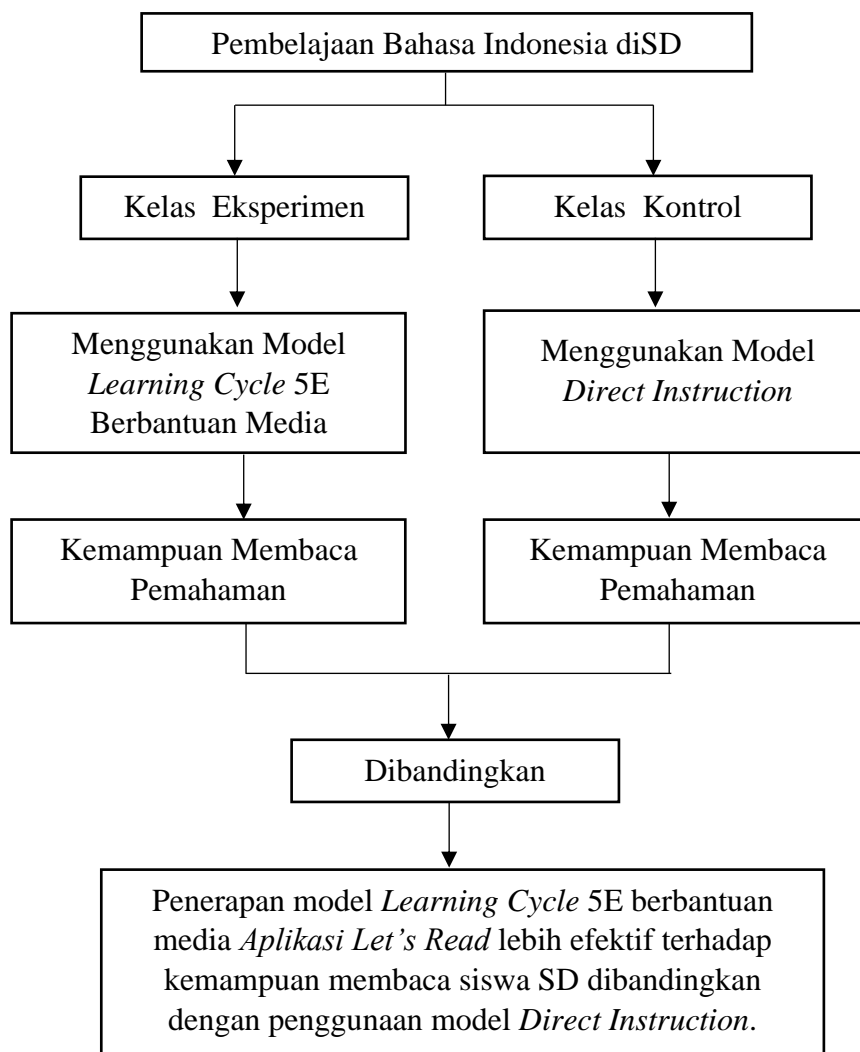 Pembelajaan Bahasa Indonesia diSD
Kelas Eksperimen
Kelas Kontrol
Menggunakan Model
Learning Cycle 5E
Berbantuan Media
Menggunakan Model
Direct Instruction
Kemampuan Membaca
Pemahaman
Kemampuan Membaca
Pemahaman
Dibandingkan
Penerapan model Learning Cycle 5E berbantuan
media Aplikasi Let’s Read lebih efektif terhadap
kemampuan membaca siswa SD dibandingkan
dengan penggunaan model Direct Instruction.